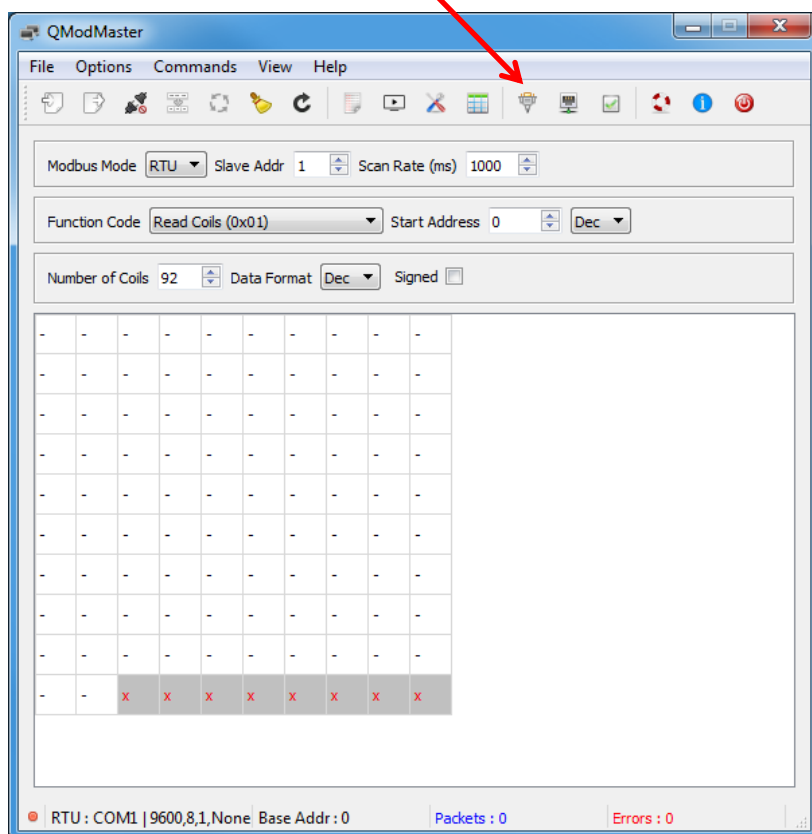 QModMaster
File Options Commands View Help
Modbus Mode RTU Slave Addr 1 Scan Rate (ms) 1000
Function Code Read Coils (0x01) Start Address 0 Dec
Number of Coils 92 Data Format Dec Signed
- - - - - - - - - -
- - - - - - - - - -
- - - - - - - - - -
- - - - - - - - - -
- - - - - - - - - -
- - - - - - - - - -
- - - - - - - - - -
- - - - - - - - - -
- - - - - - - - - -
- - x x x x x x x x
RTU : COM1 | 9600,8,1,None Base Addr : 0 Packets : 0 Errors : 0